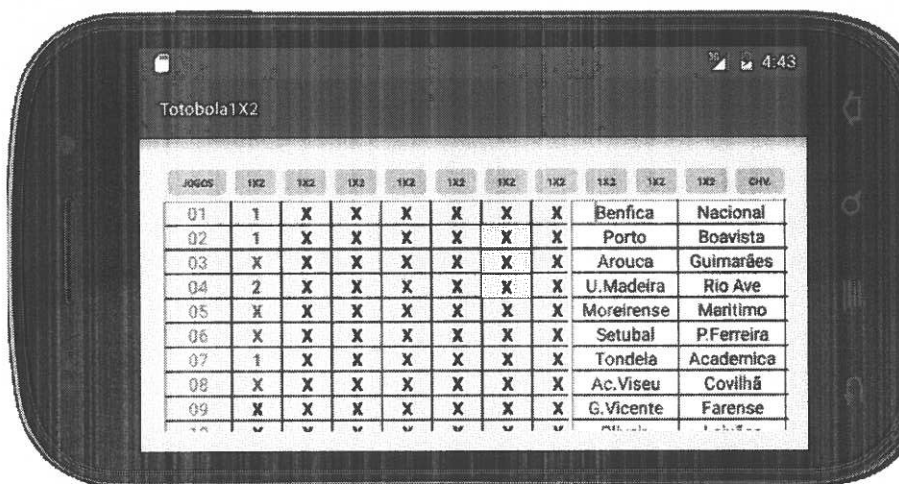 3G 4:43
Totobola1X2
JOGOS 1X2 1X2 1X2 1X2 1X2 1X2 1X2 1X2 1X2 1X2 CHV.
01 1 X X X X X X Benfica Nacional
02 1 X X X X X X Porto Boavista
03 X X X X X X X Arouca Guimarães
04 2 X X X X X X U.Madeira Rio Ave
05 X X X X X X X Moreirense Maritimo
06 X X X X X X X Setubal P.Ferreira
07 1 X X X X X X Tondela Academica
08 X X X X X X X Ac.Viseu Covilhã
09 X X X X X X X G.Vicente Farense